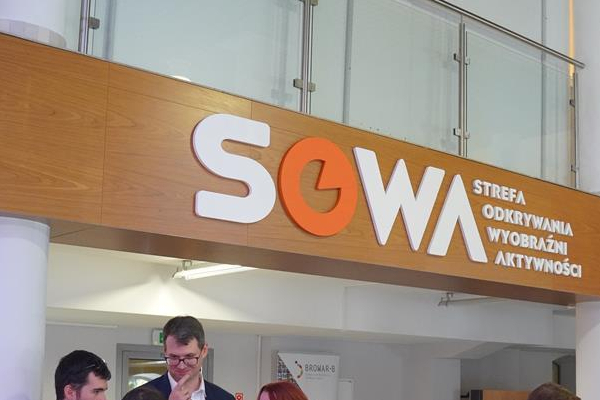 SOWA
STREFA
ODKRYWANIA
WYOBRAŹNI
AKTYWNOŚCI
BROWAR-B